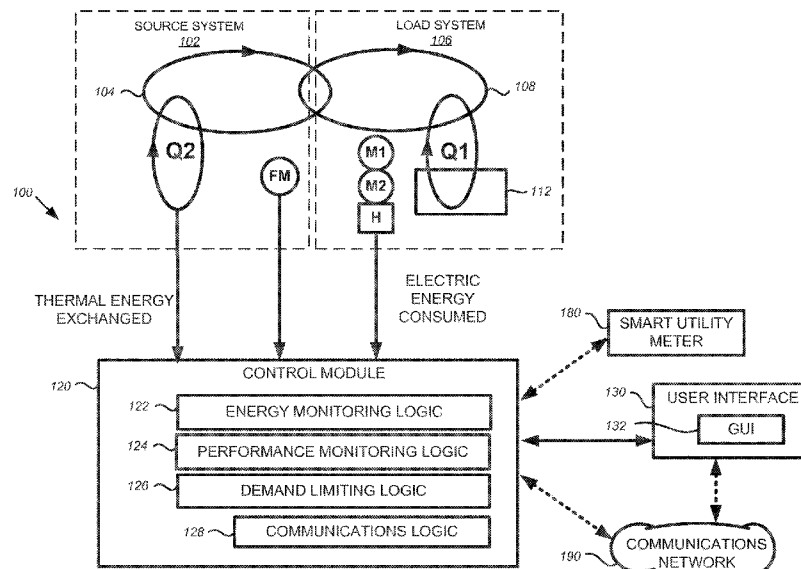 SOURCE SYSTEM
102
LOAD SYSTEM
106
104
108
Q2
FM
M1
M2
H
Q1
112
100
THERMAL ENERGY
EXCHANGED
ELECTRIC
ENERGY
CONSUMED
180
SMART UTILITY
METER
120
CONTROL MODULE
122
ENERGY MONITORING LOGIC
124
PERFORMANCE MONITORING LOGIC
126
DEMAND LIMITING LOGIC
128
COMMUNICATIONS LOGIC
130
USER INTERFACE
132
GUI
190
COMMUNICATIONS
NETWORK